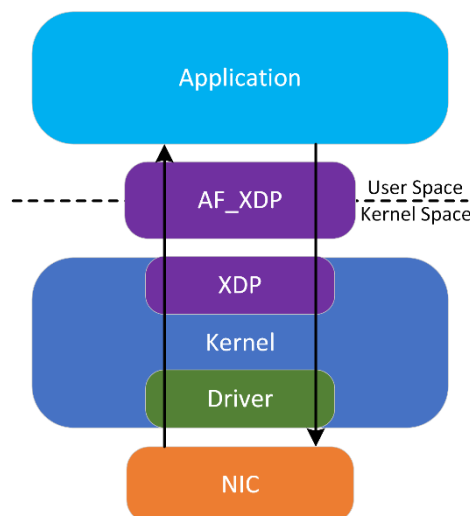 Application
AF_XDP
User Space
Kernel Space
XDP
Kernel
Driver
NIC